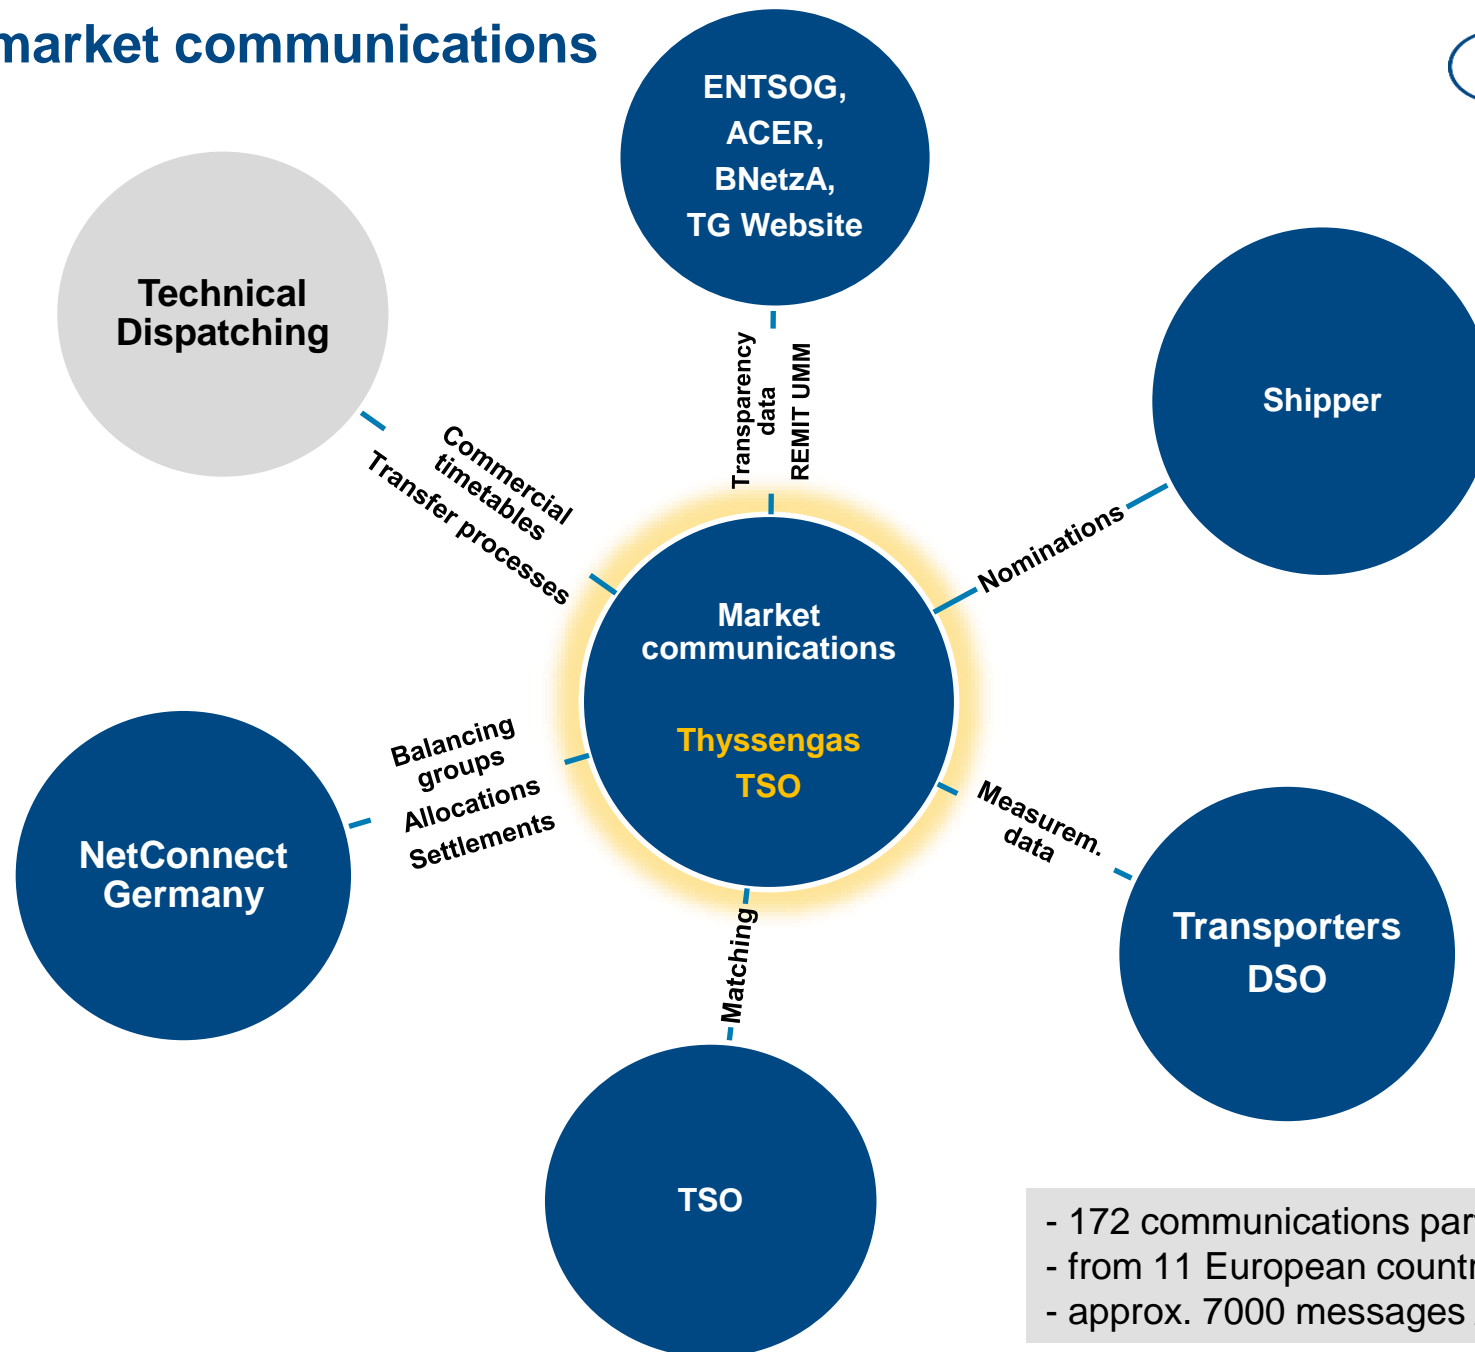 market communications
ENTSOG,
ACER,
BNetzA,
TG Website
Technical
Dispatching
Shipper
Transparency
data
REMIT UMM
Commercial
timetables
Transfer processes
Nominations
Market
communications
Thyssengas
TSO
Balancing
groups
Allocations
Settlements
Measurem.
data
NetConnect
Germany
Matching
Transporters
DSO
TSO
- 172 communications
- from 11 European
- approx. 7000 messages